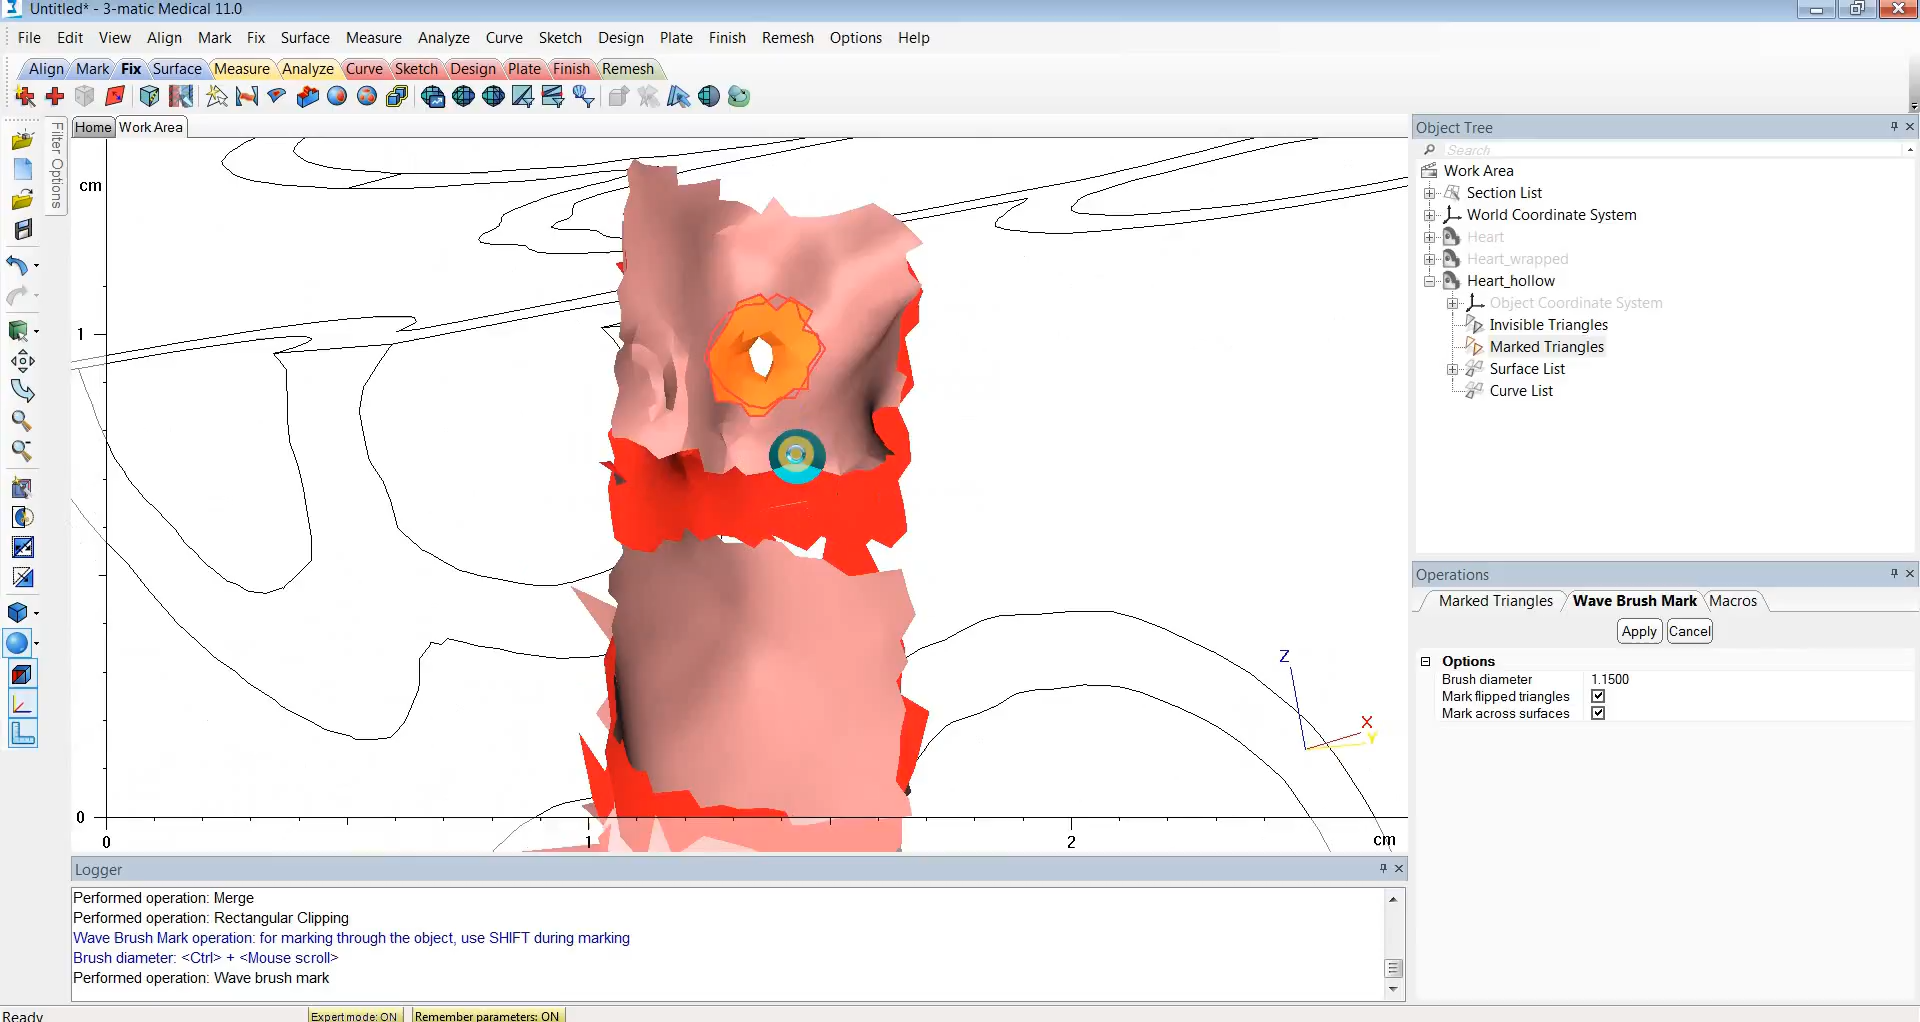 Untitled* - 3-matic Medical 11.0
File Edit View Align Mark Fix Surface Measure Analyze Curve Sketch Design Plate Finish Remesh Options Help
Align Mark Fix Surface Measure Analyze Curve Sketch Design Plate Finish Remesh
Filter Options
Home Work Area
cm
1
0
0 1 2 cm
Z
X
Y
Object Tree
Search
Work Area
Section List
World Coordinate System
Heart
Heart_wrapped
Heart_hollow
Object Coordinate System
Invisible Triangles
Marked Triangles
Surface List
Curve List
Operations
Marked Triangles Wave Brush Mark Macros
Apply Cancel
Options
Brush diameter 1.1500
Mark flipped triangles
Mark across surfaces
Logger
Performed operation: Merge
Performed operation: Rectangular Clipping
Wave Brush Mark operation: for marking through the object, use SHIFT during marking
Brush diameter: <Ctrl> + <Mouse scroll>
Performed operation: Wave brush mark
Ready Expert mode: ON Remember parameters: ON